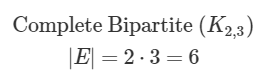 Complete Bipartite (K₂,₃)
|E| = 2 · 3 = 6